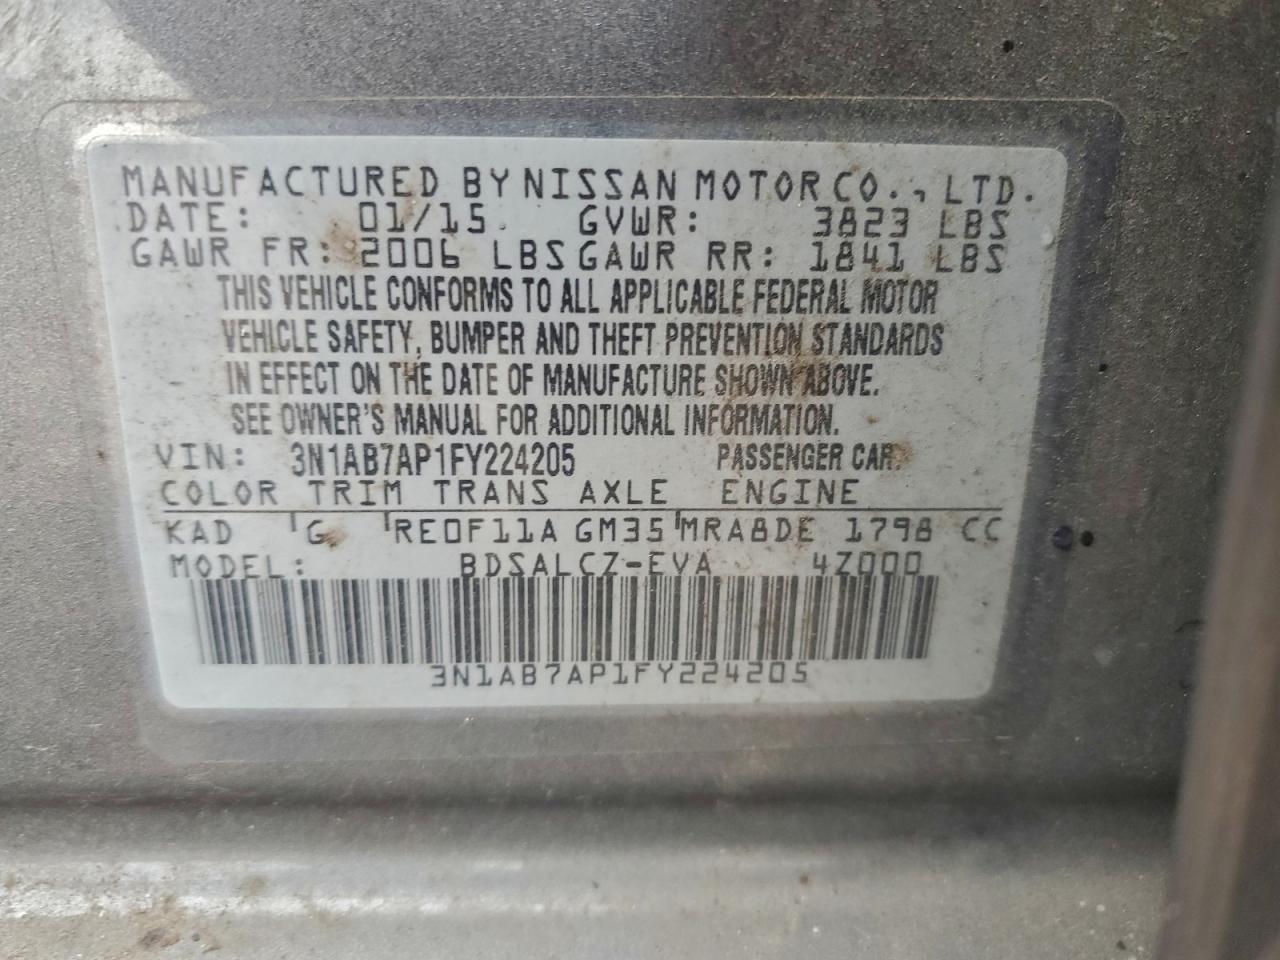 MANUFACTURED BY NISSAN MOTOR CO., LTD.
DATE: 01/15 GVWR: 3823 LBS
GAWR FR: 2006 LBS GAWR RR: 1841 LBS
THIS VEHICLE CONFORMS TO ALL APPLICABLE FEDERAL MOTOR
VEHICLE SAFETY, BUMPER AND THEFT PREVENTION STANDARDS
IN EFFECT ON THE DATE OF MANUFACTURE SHOWN ABOVE.
SEE OWNER'S MANUAL FOR ADDITIONAL INFORMATION.
VIN: 3N1AB7AP1FY224205 PASSENGER CAR
COLOR TRIM TRANS AXLE ENGINE
KAD G RE0F11A GM35 MRA8DE 1798 CC
MODEL: BDSALCZ-EVA 4Z000
3N1AB7AP1FY224205